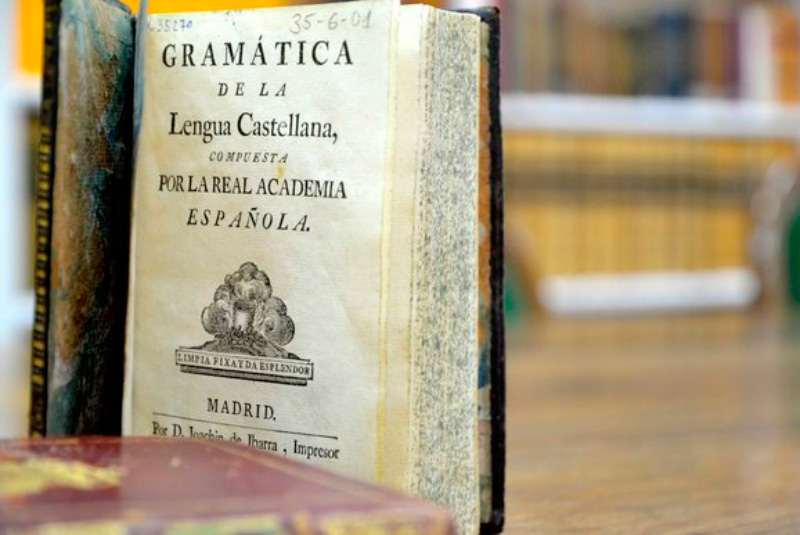 35-6-01
GRAMÁTICA
DE LA
Lengua Castellana,
COMPUESTA
POR LA REAL ACADEMIA
ESPAÑOLA.
LIMPIA FIXA Y DA ESPLENDOR
MADRID.
Por D. Joachin de Ibarra, Impresor